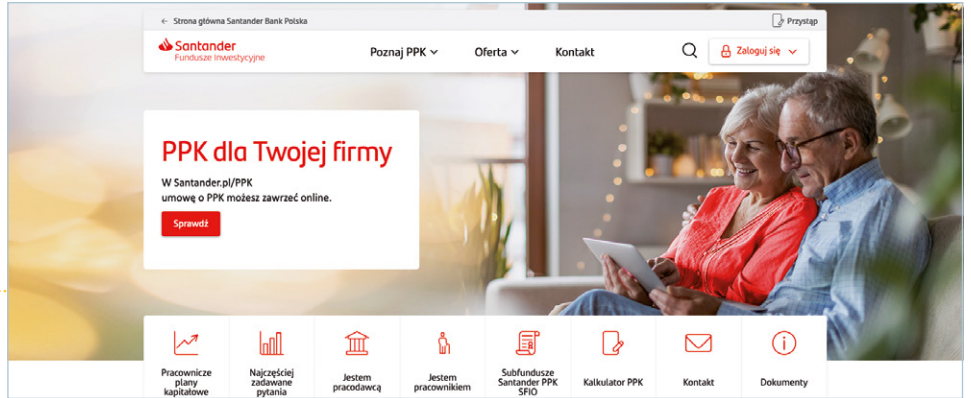 ← Strona główna Santander Bank Polska
Przystąp
Santander
Fundusze Inwestycyjne
Poznaj PPK
Oferta
Kontakt
Zaloguj się
PPK dla Twojej firmy
W Santander.pl/PPK
umowę o PPK możesz zawrzeć online.
Sprawdź
Pracownicze
plany
kapitałowe
Najczęściej
zadawane
pytania
Jestem
pracodawcą
Jestem
pracownikiem
Subfundusze
Santander PPK
SFIO
Kalkulator PPK
Kontakt
Dokumenty